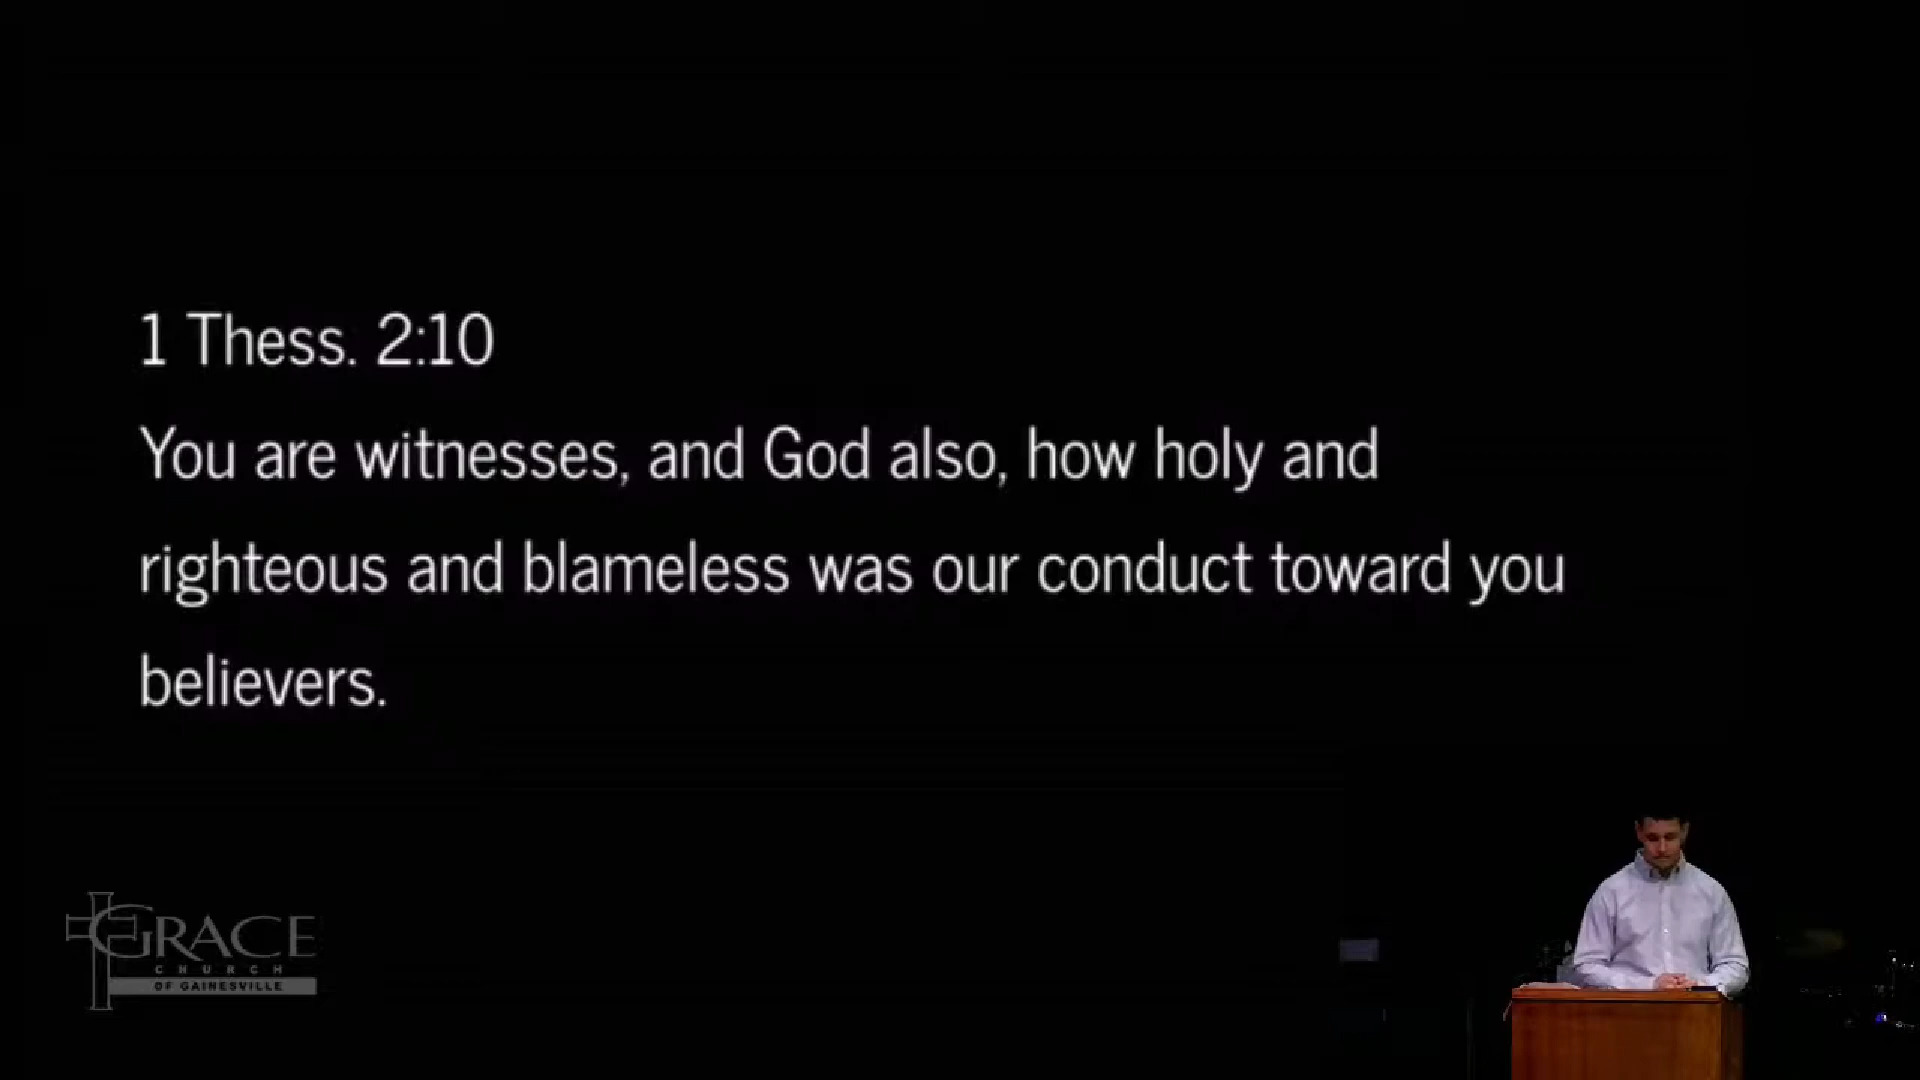 1 Thess. 2:10
You are witnesses, and God also, how holy and
righteous and blameless was our conduct toward you
believers.
GRACE
CHURCH
OF GAINESVILLE